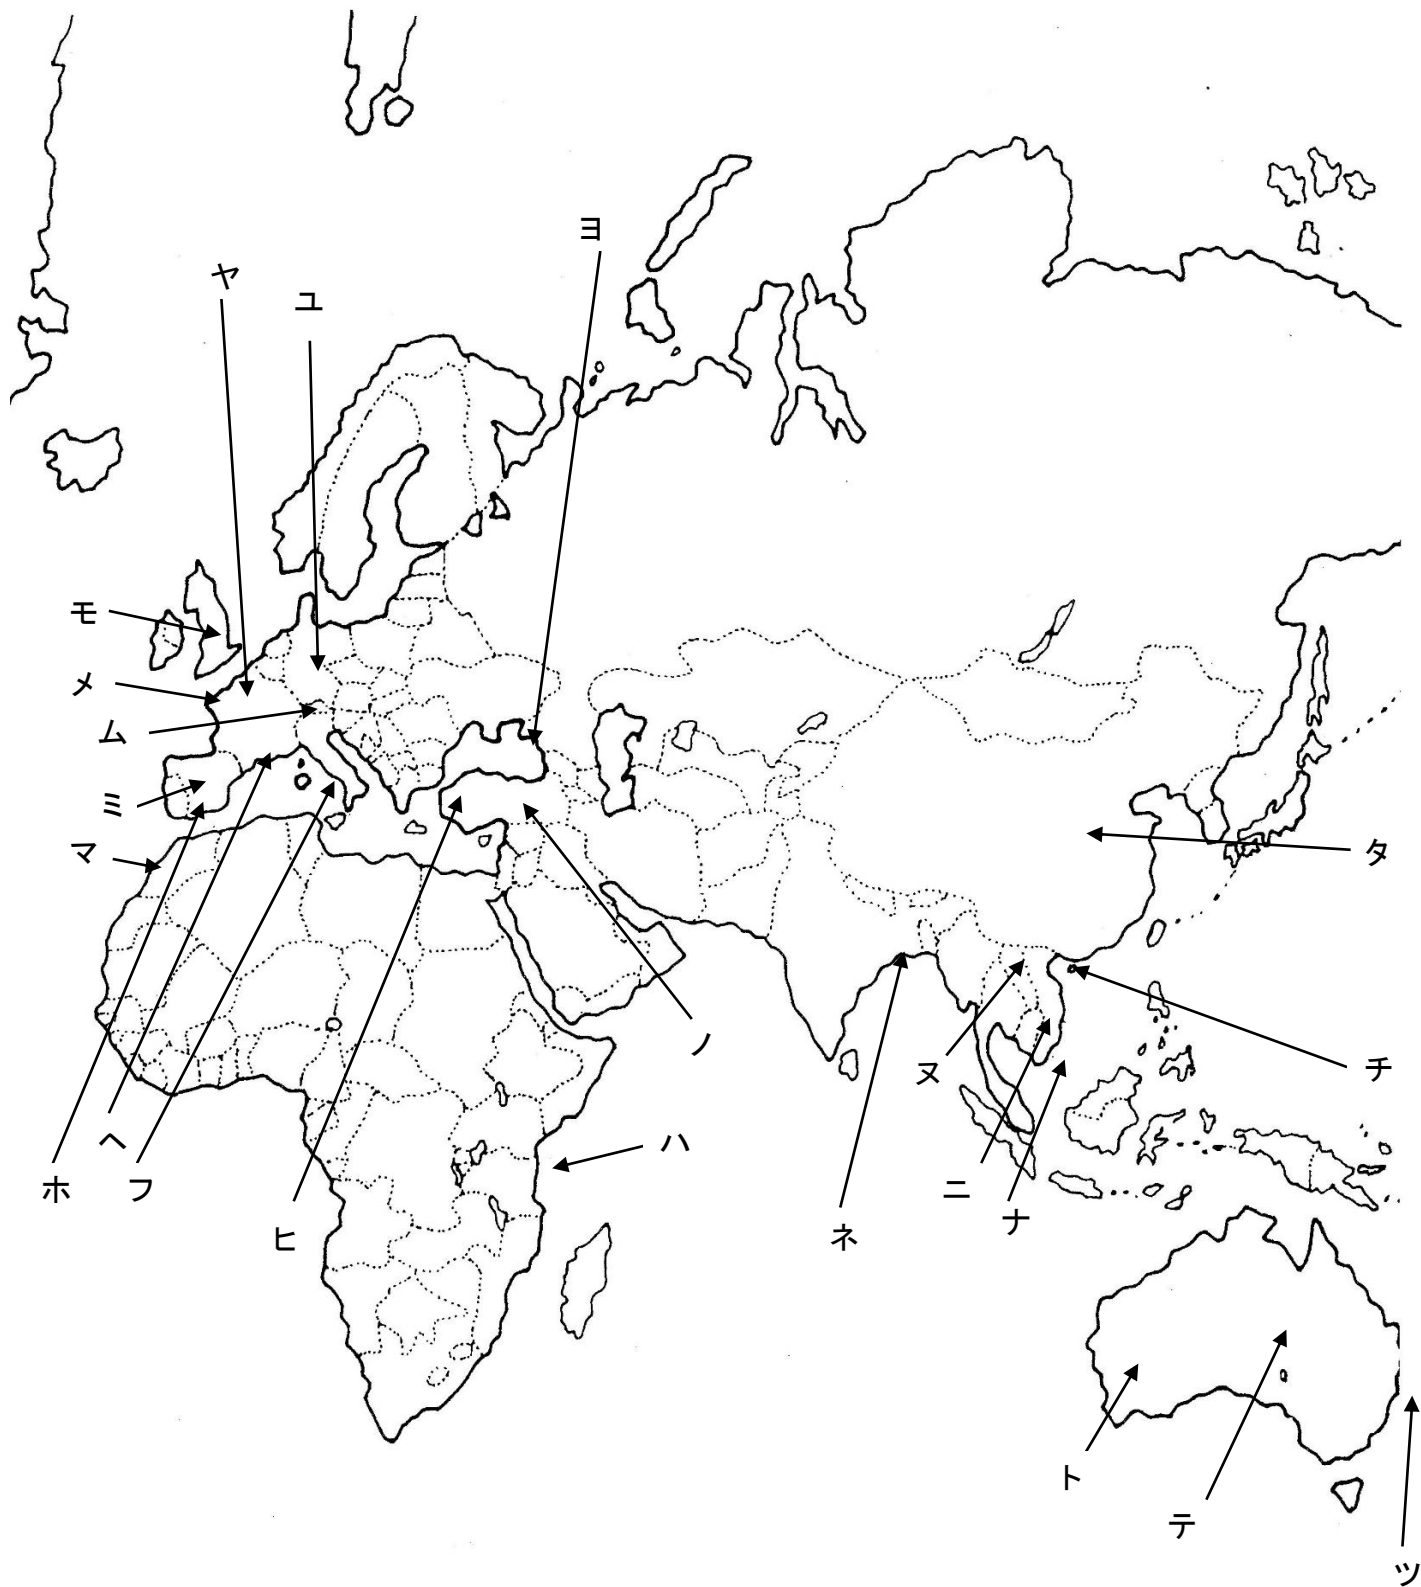 ヨ
ヤ
ユ
モ
メ
ム
ミ
マ
タ
ノ
ヌ
チ
ヘ
ハ
ホ
フ
ニ
ナ
ヒ
ネ
ト
テ
ツ